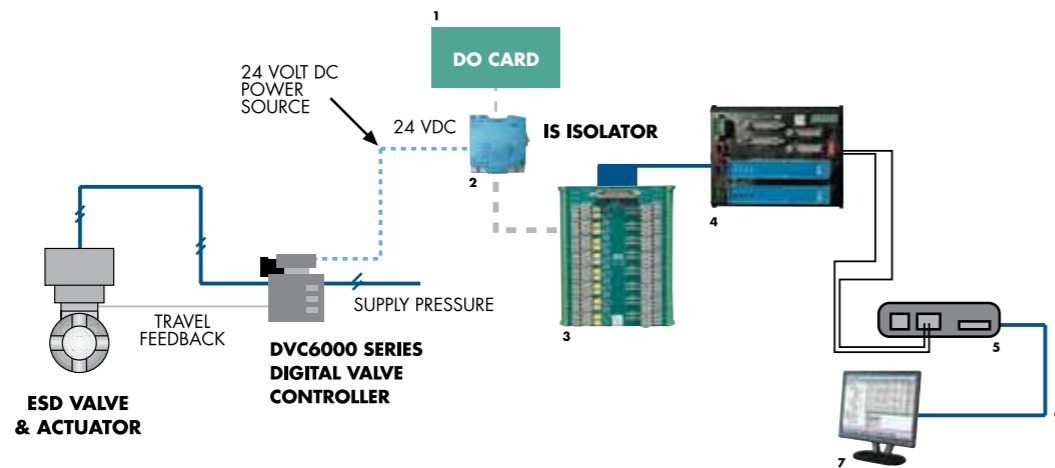 1
DO CARD
24 VOLT DC
POWER
SOURCE
24 VDC
IS ISOLATOR
2
3
4
SUPPLY PRESSURE
TRAVEL
FEEDBACK
DVC6000 SERIES
DIGITAL VALVE
CONTROLLER
ESD VALVE
& ACTUATOR
5
7